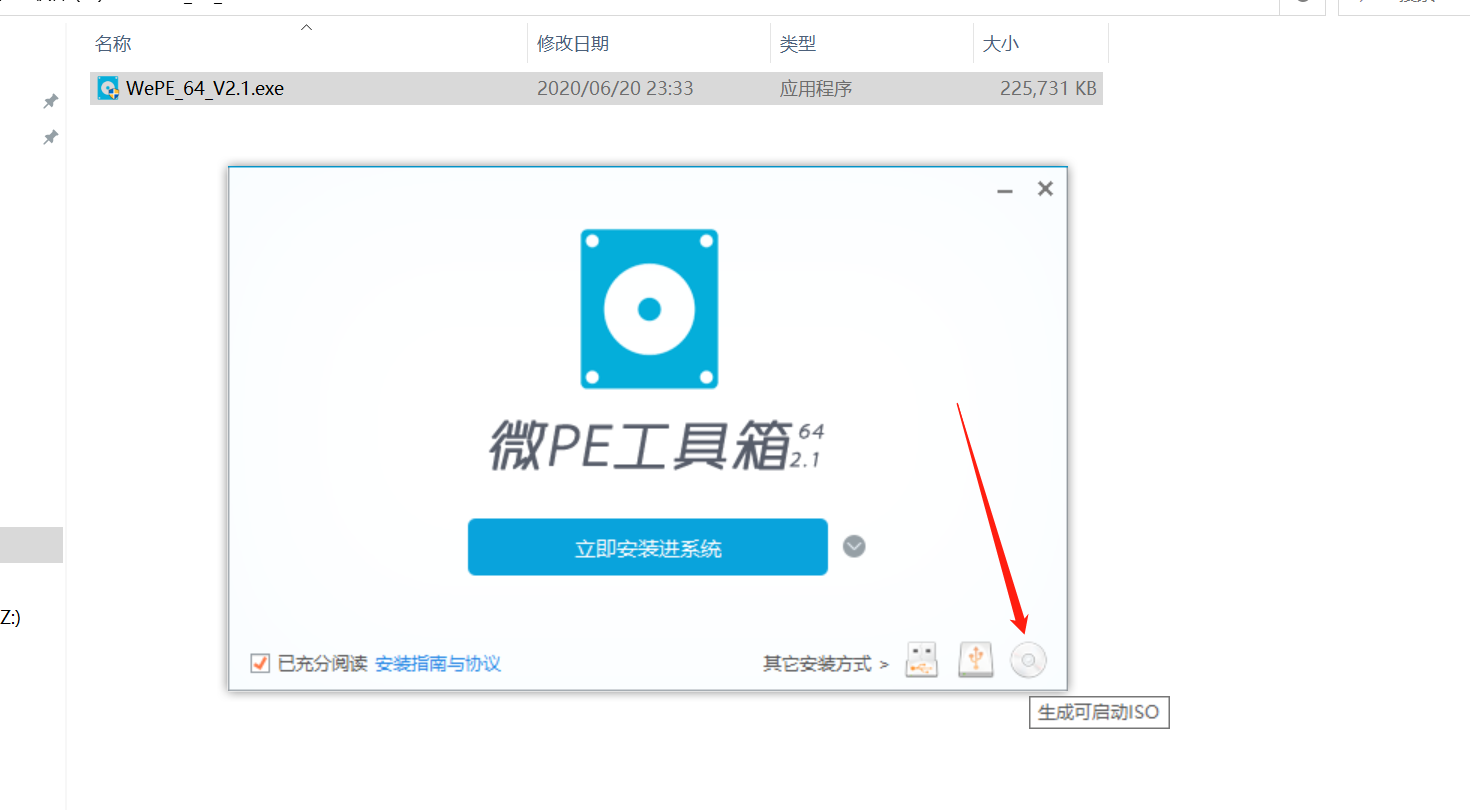 名称
修改日期
类型
大小
WePE_64_V2.1.exe
2020/06/20 23:33
应用程序
225,731 KB
微PE工具箱 64 2.1
立即安装进系统
Z:)
已充分阅读 安装指南与协议
其它安装方式 >
生成可启动ISO